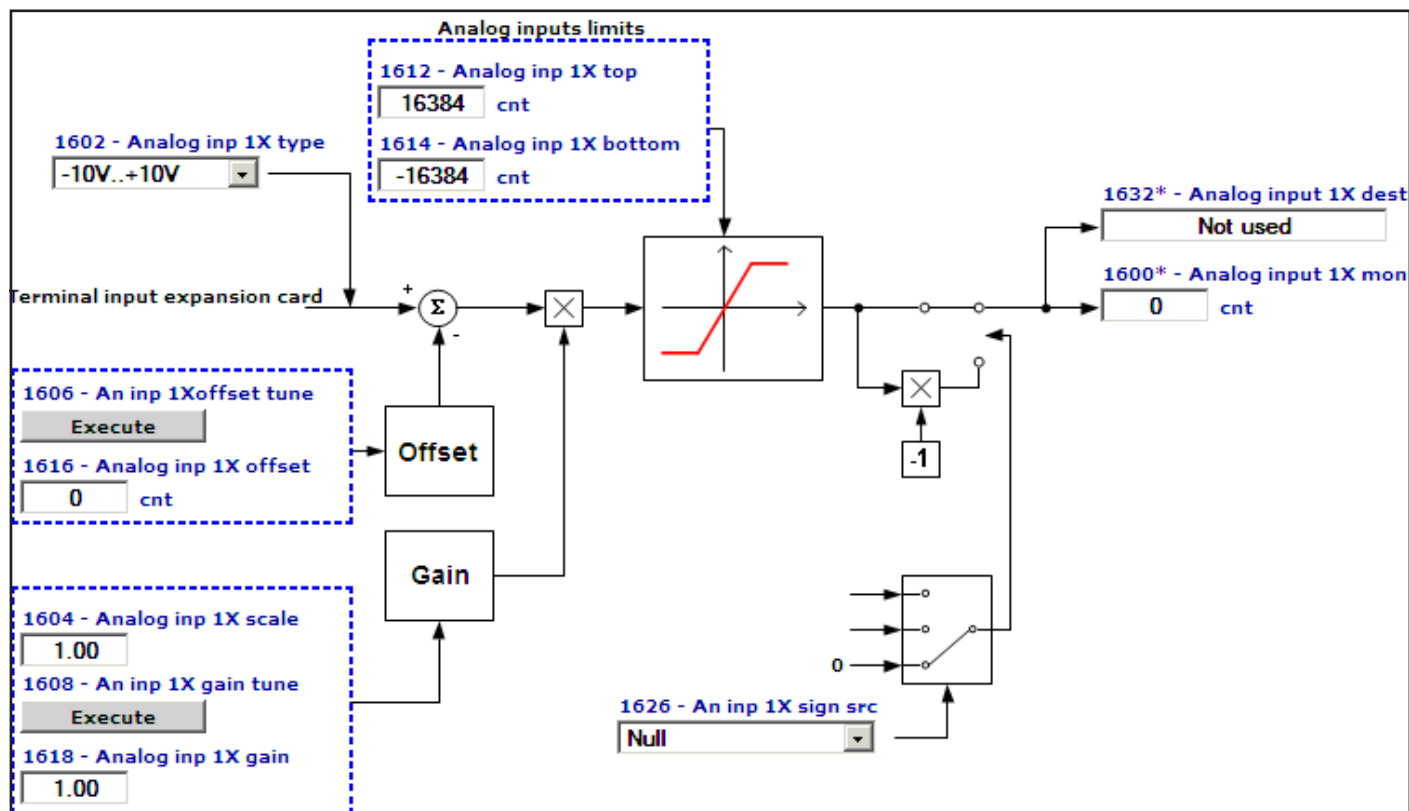 Analog inputs limits
1612 - Analog inp 1X top
16384 cnt
1602 - Analog inp 1X type
-10V..+10V
1614 - Analog inp 1X bottom
-16384 cnt
1632* - Analog input 1X dest
Not used
Terminal input expansion card
+
Σ
-
1600* - Analog input 1X mon
0 cnt
1606 - An inp 1Xoffset tune
Execute
1616 - Analog inp 1X offset
0 cnt
Offset
-1
Gain
1604 - Analog inp 1X scale
1.00
1608 - An inp 1X gain tune
Execute
1618 - Analog inp 1X gain
1.00
0
1626 - An inp 1X sign src
Null